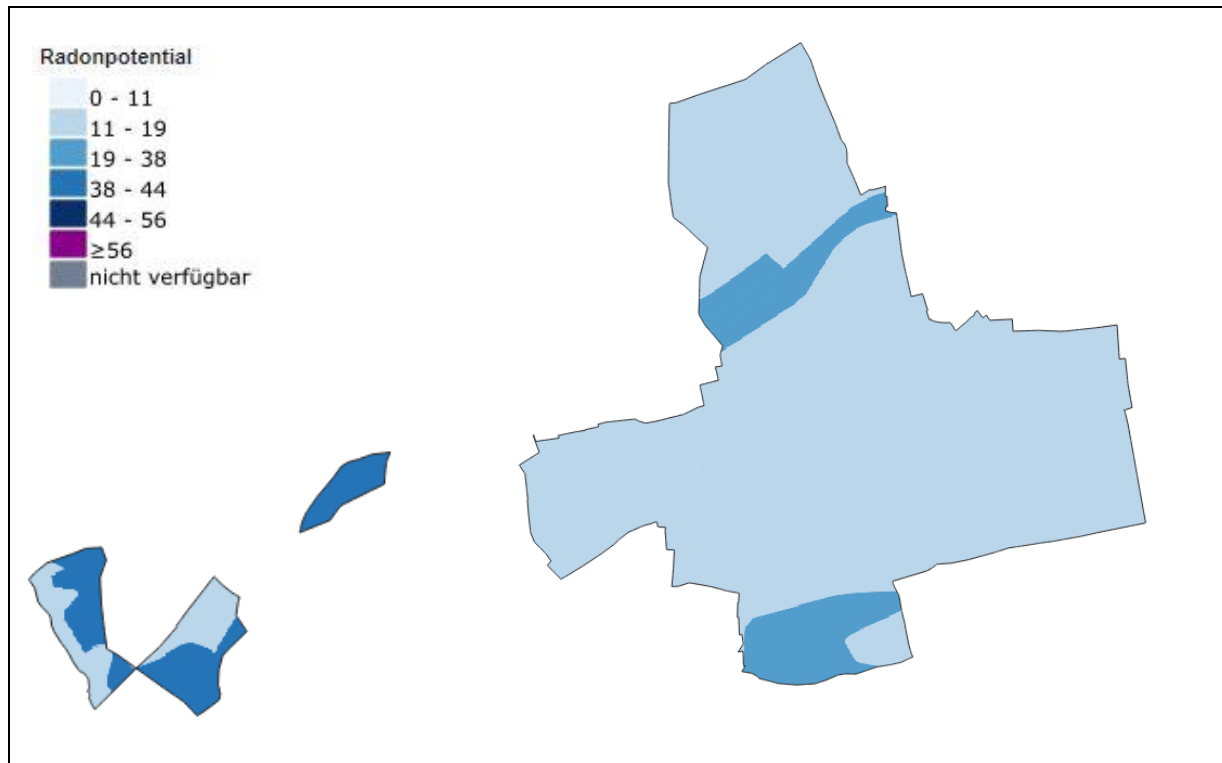 Radonpotential
0 - 11
11 - 19
19 - 38
38 - 44
44 - 56
≥56
nicht verfügbar